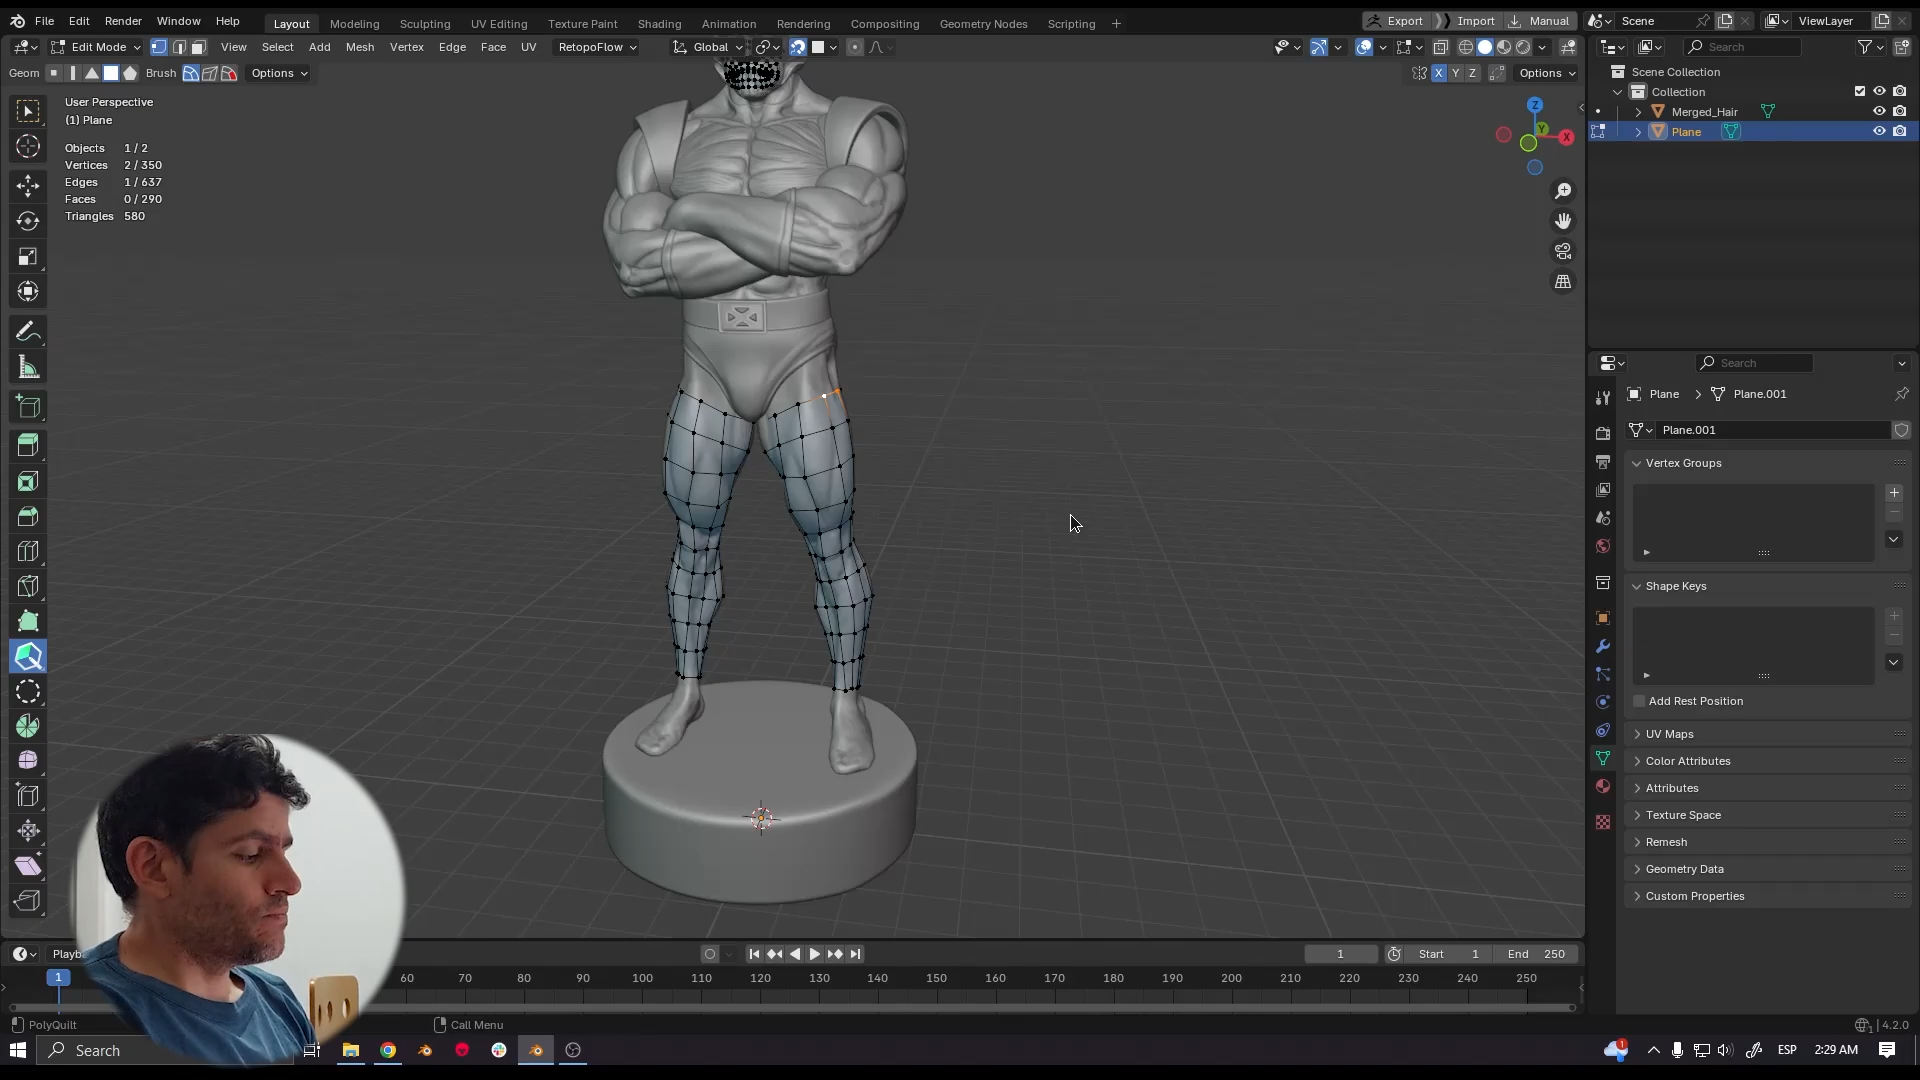 File Edit Render Window Help Layout Modeling Sculpting UV Editing Texture Paint Shading Animation Rendering Compositing Geometry Nodes Scripting + Export Import Manual Scene ViewLayer
Edit Mode View Select Add Mesh Vertex Edge Face UV RetopoFlow Global Search
Geom Brush Options X Y Z Options
Scene Collection
Collection
Merged_Hair
Plane
User Perspective
(1) Plane
Objects 1 / 2
Vertices 2 / 350
Edges 1 / 637
Faces 0 / 290
Triangles 580
Z
Y
X
Search
Plane > Plane.001
Plane.001
Vertex Groups
Shape Keys
Add Rest Position
UV Maps
Color Attributes
Attributes
Texture Space
Remesh
Geometry Data
Custom Properties
1 Start 1 End 250
1 60 70 80 90 100 110 120 130 140 150 160 170 180 190 200 210 220 230 240 250
PolyQuilt Call Menu 4.2.0
Search ESP 2:29 AM